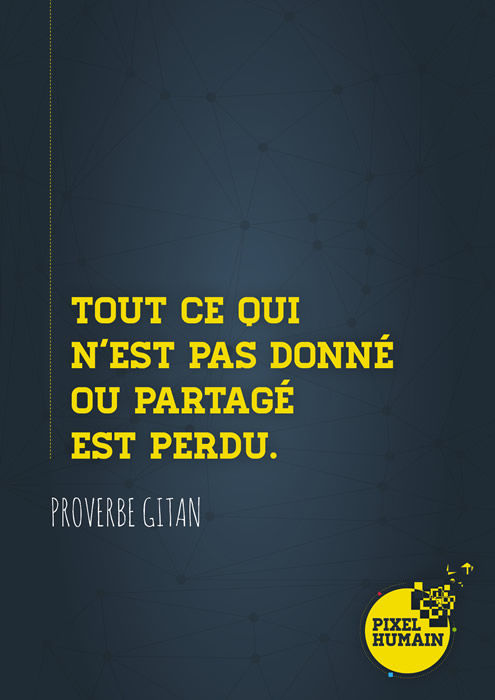 TOUT CE QUI
N'EST PAS DONNÉ
OU PARTAGÉ
EST PERDU.
PROVERBE GITAN
PIXEL
HUMAIN